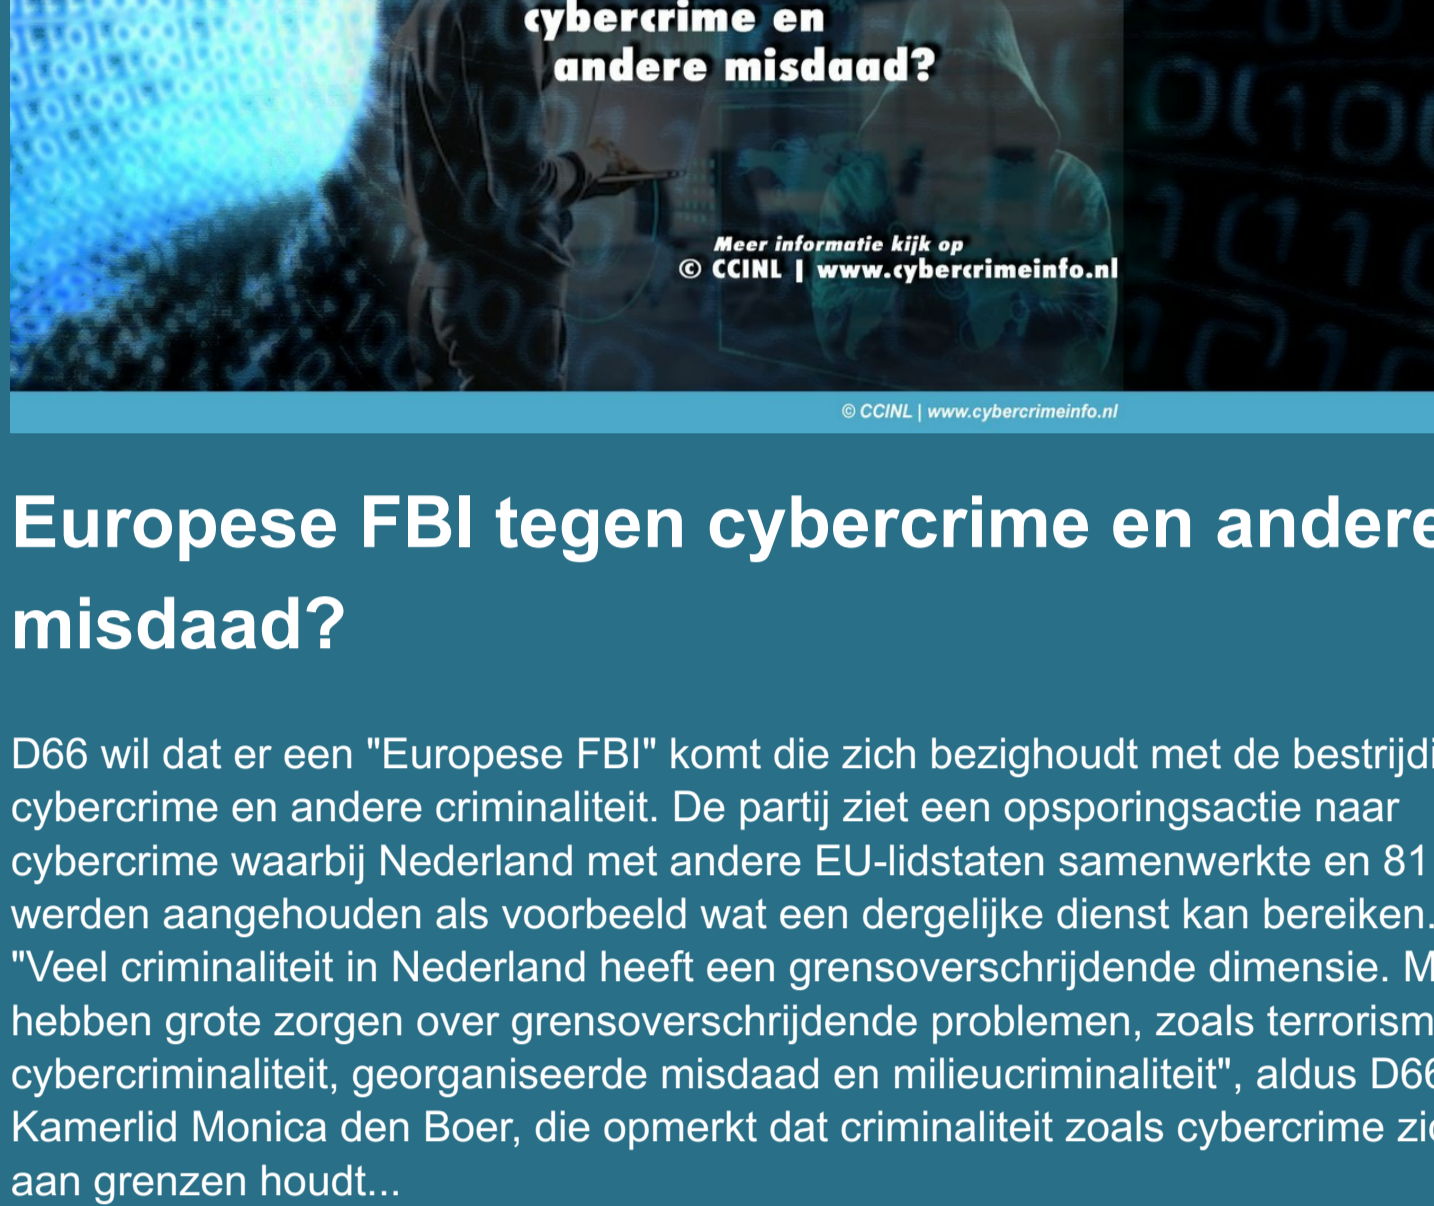 cybercrime en
andere misdaad?
Meer informatie kijk op
© CCINL | www.cybercrimeinfo.nl
© CCINL | www.cybercrimeinfo.nl
Europese FBI tegen cybercrime en andere
misdaad?
D66 wil dat er een "Europese FBI" komt die zich bezighoudt met de
cybercrime en andere criminaliteit. De partij ziet een opsporingsactie naar
cybercrime waarbij Nederland met andere EU-lidstaten samenwerkte en 81
werden aangehouden als voorbeeld wat een dergelijke dienst kan bereiken.
"Veel criminaliteit in Nederland heeft een grensoverschrijdende dimensie.
hebben grote zorgen over grensoverschrijdende problemen, zoals
cybercriminaliteit, georganiseerde misdaad en milieucriminaliteit", aldus D66
Kamerlid Monica den Boer, die opmerkt dat criminaliteit zoals cybercrime
aan grenzen houdt...